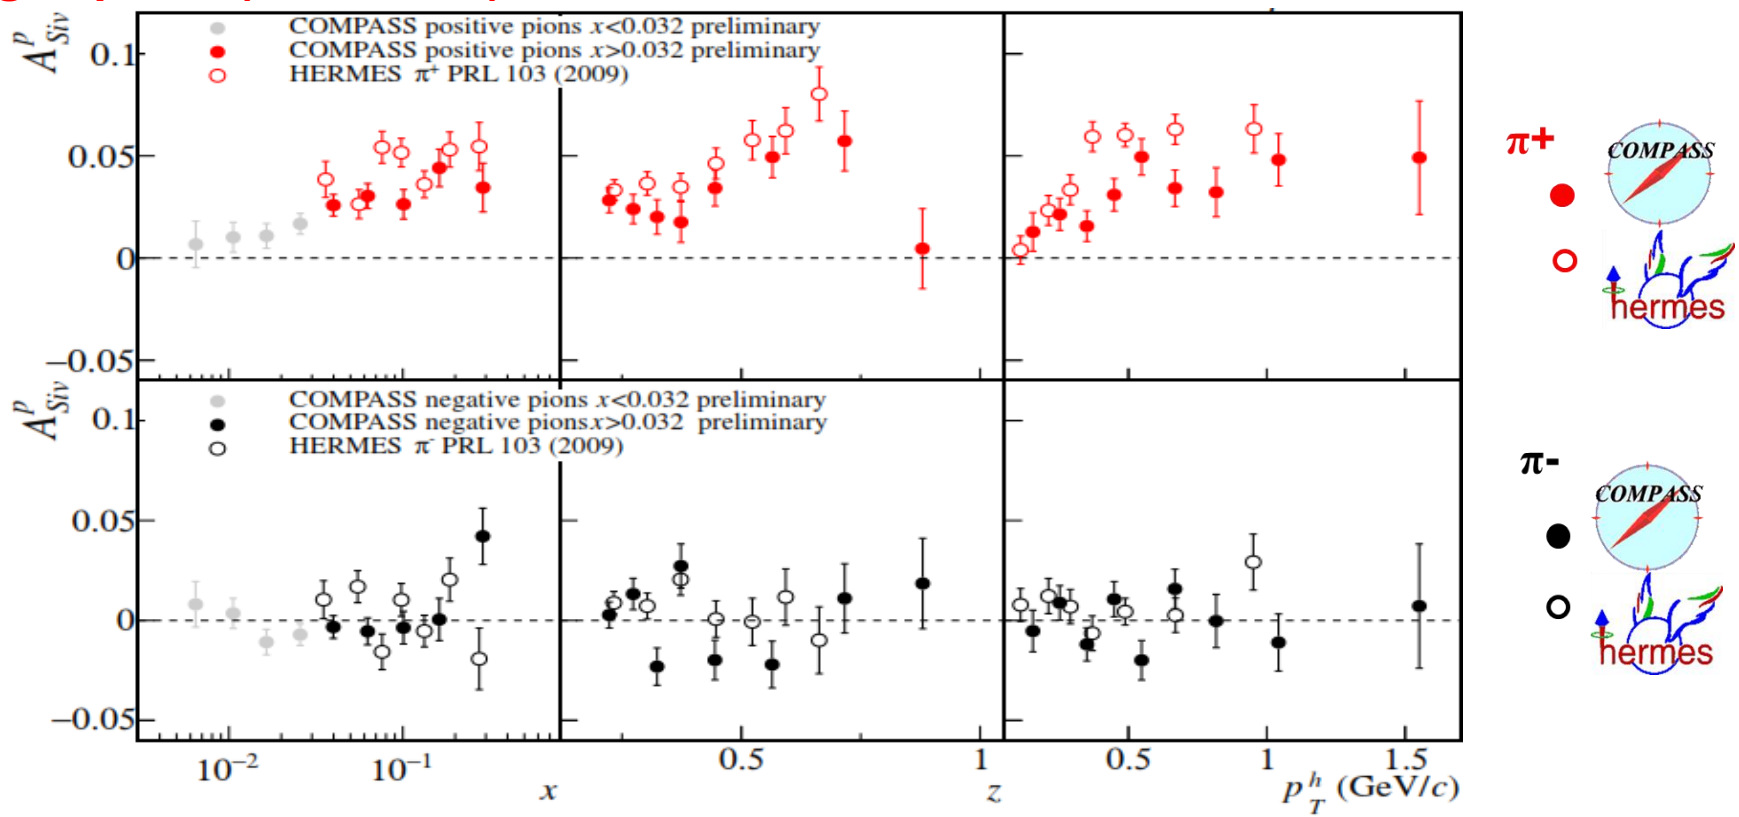 A^p_Siv
COMPASS positive pions x<0.032 preliminary
COMPASS positive pions x>0.032 preliminary
HERMES π+ PRL 103 (2009)
0.1
0.05
0
−0.05
π+
COMPASS
hermes
A^p_Siv
COMPASS negative pions x<0.032 preliminary
COMPASS negative pions x>0.032 preliminary
HERMES π- PRL 103 (2009)
0.1
0.05
0
−0.05
π-
COMPASS
hermes
10−2 10−1 0.5 1 0.5 1 1.5
x z p^h_T (GeV/c)